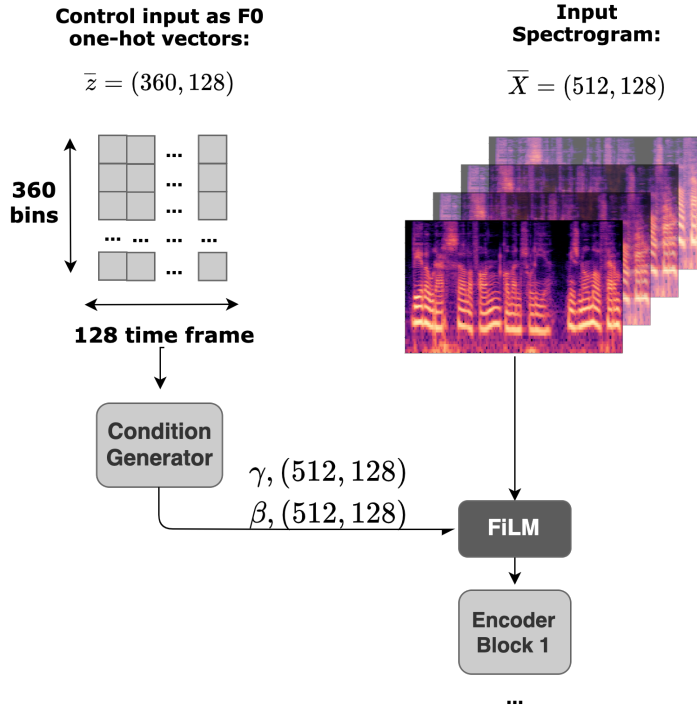 Control input as F0
one-hot vectors:
z̅ = (360, 128)
Input
Spectrogram:
X̅ = (512, 128)
360
bins
...
...
...
... ... ... ...
...
128 time frame
Condition
Generator
γ, (512, 128)
β, (512, 128)
FiLM
Encoder
Block 1
...